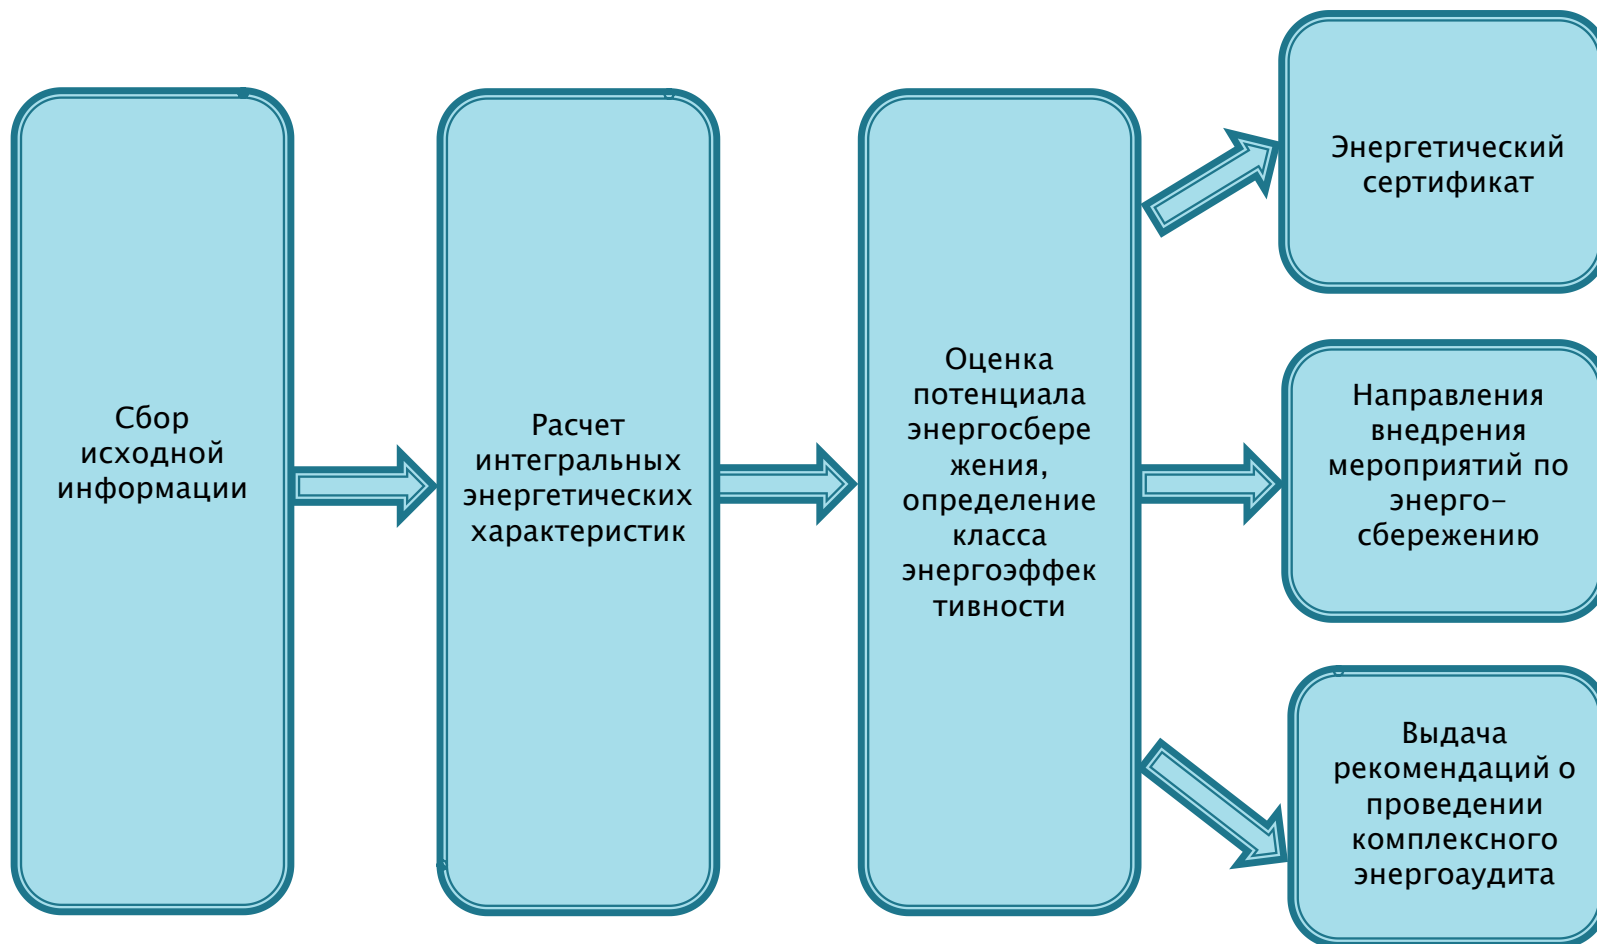 Сбор
исходной
информации
Расчет
интегральных
энергетических
характеристик
Оценка
потенциала
энергосбере
жения,
определение
класса
энергоэффек
тивности
Энергетический
сертификат
Направления
внедрения
мероприятий по
энерго-
сбережению
Выдача
рекомендаций о
проведении
комплексного
энергоаудита